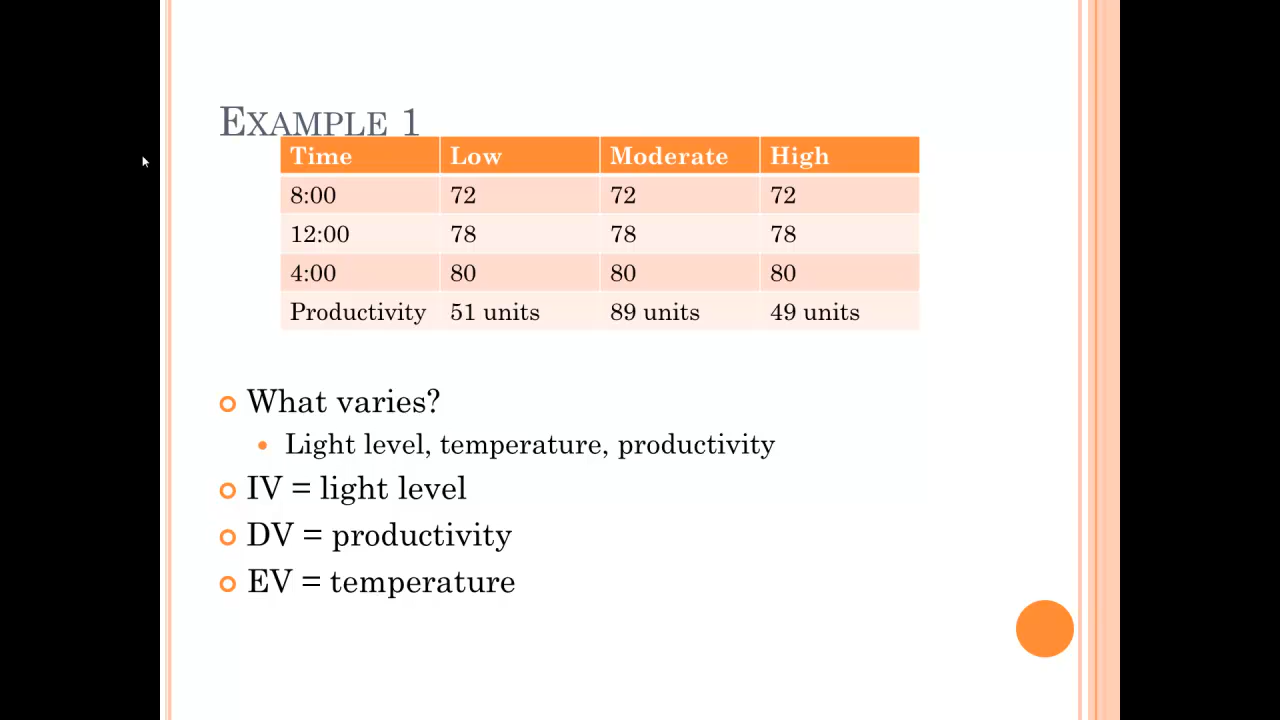 EXAMPLE 1
Time Low Moderate High
8:00 72 72 72
12:00 78 78 78
4:00 80 80 80
Productivity 51 units 89 units 49 units
What varies?
Light level, temperature, productivity
IV = light level
DV = productivity
EV = temperature